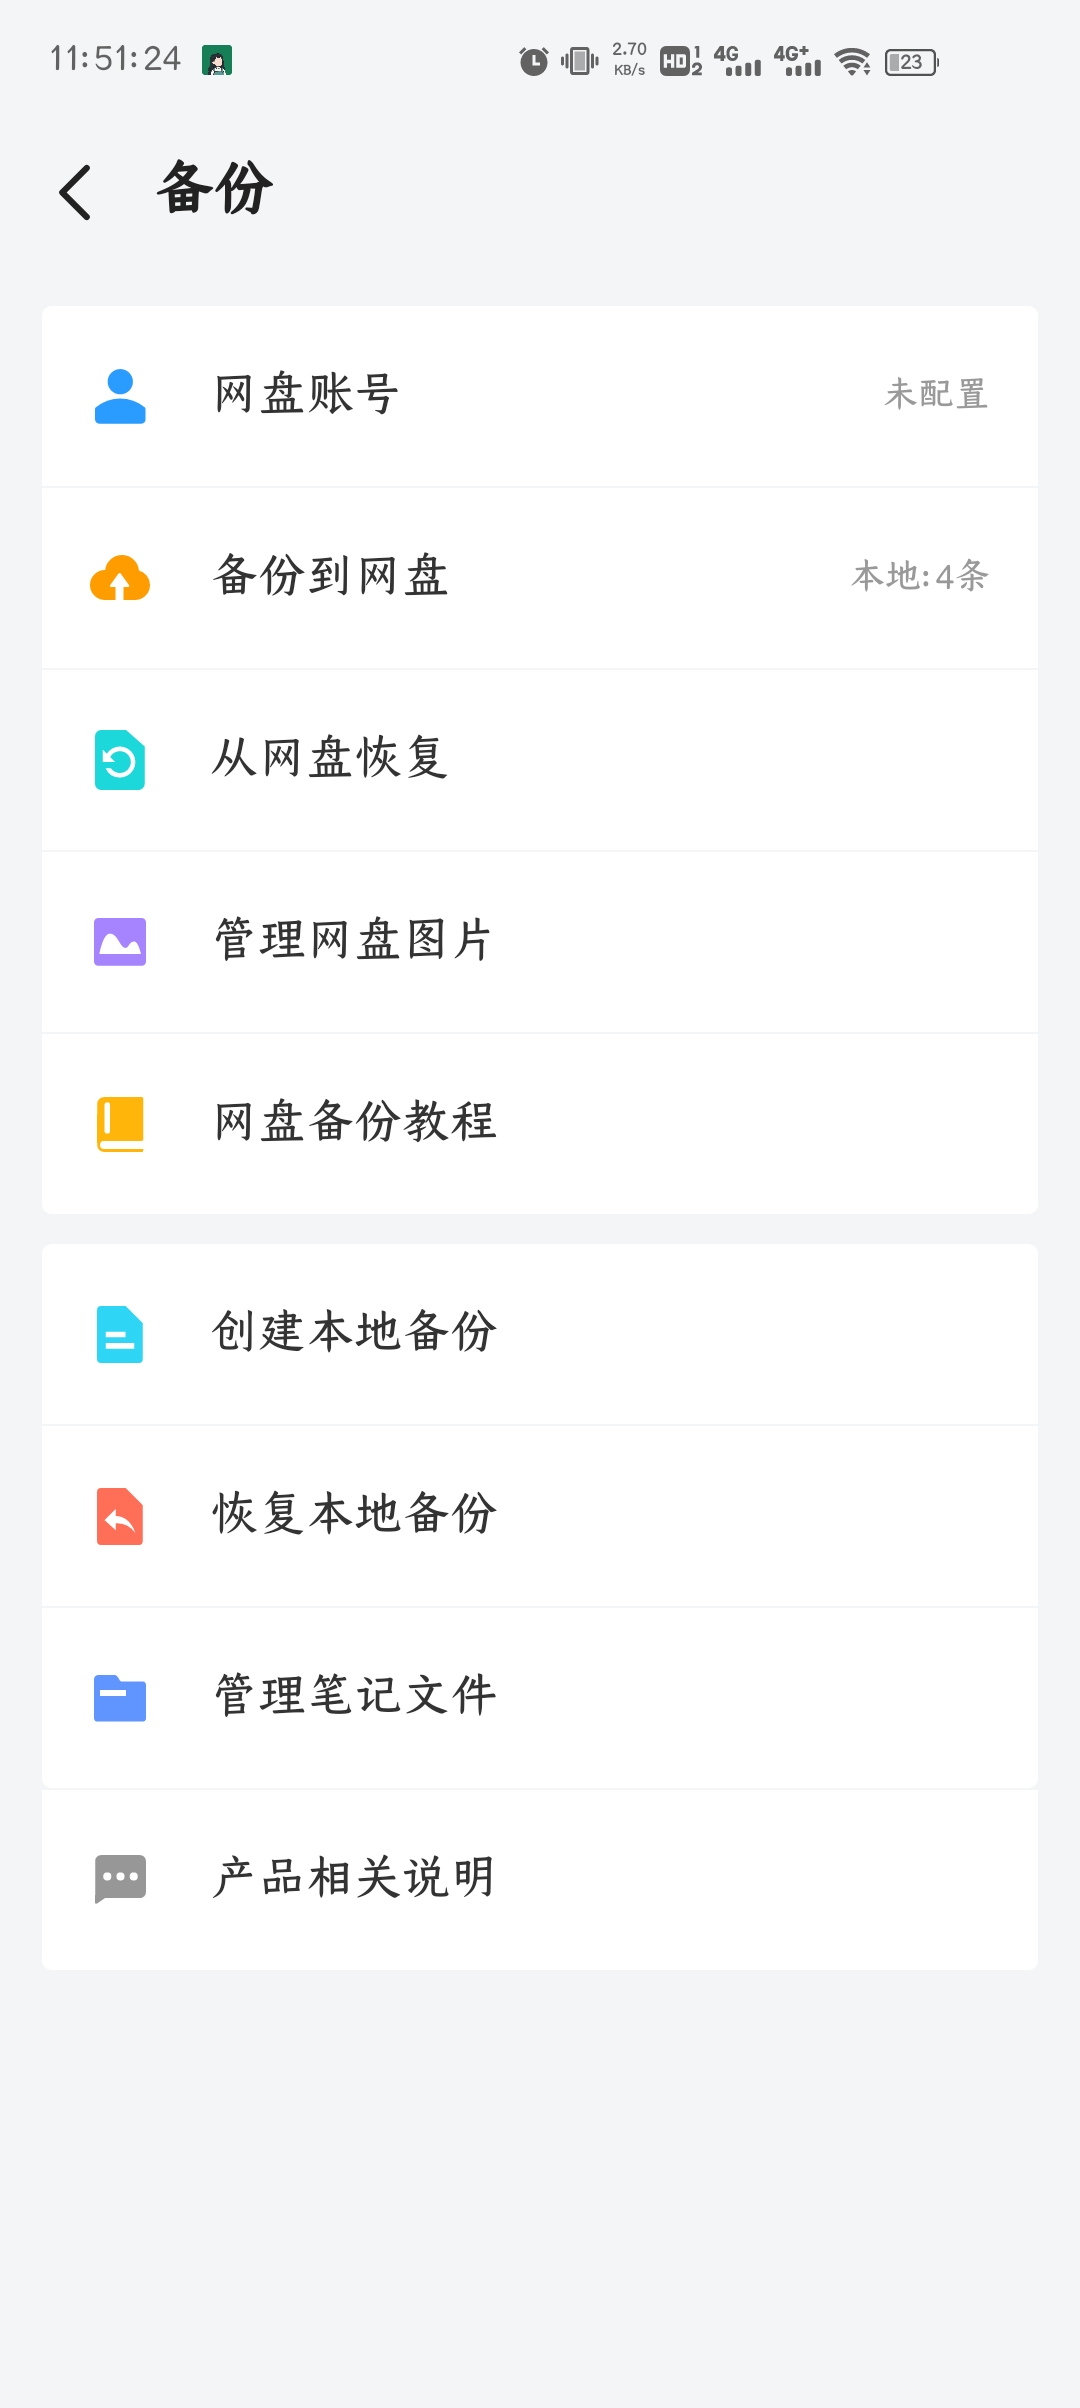 11:51:24
2.70
KB/s
HD 1 2
4G
4G+
23
备份
网盘账号
未配置
备份到网盘
本地:4条
从网盘恢复
管理网盘图片
网盘备份教程
创建本地备份
恢复本地备份
管理笔记文件
产品相关说明